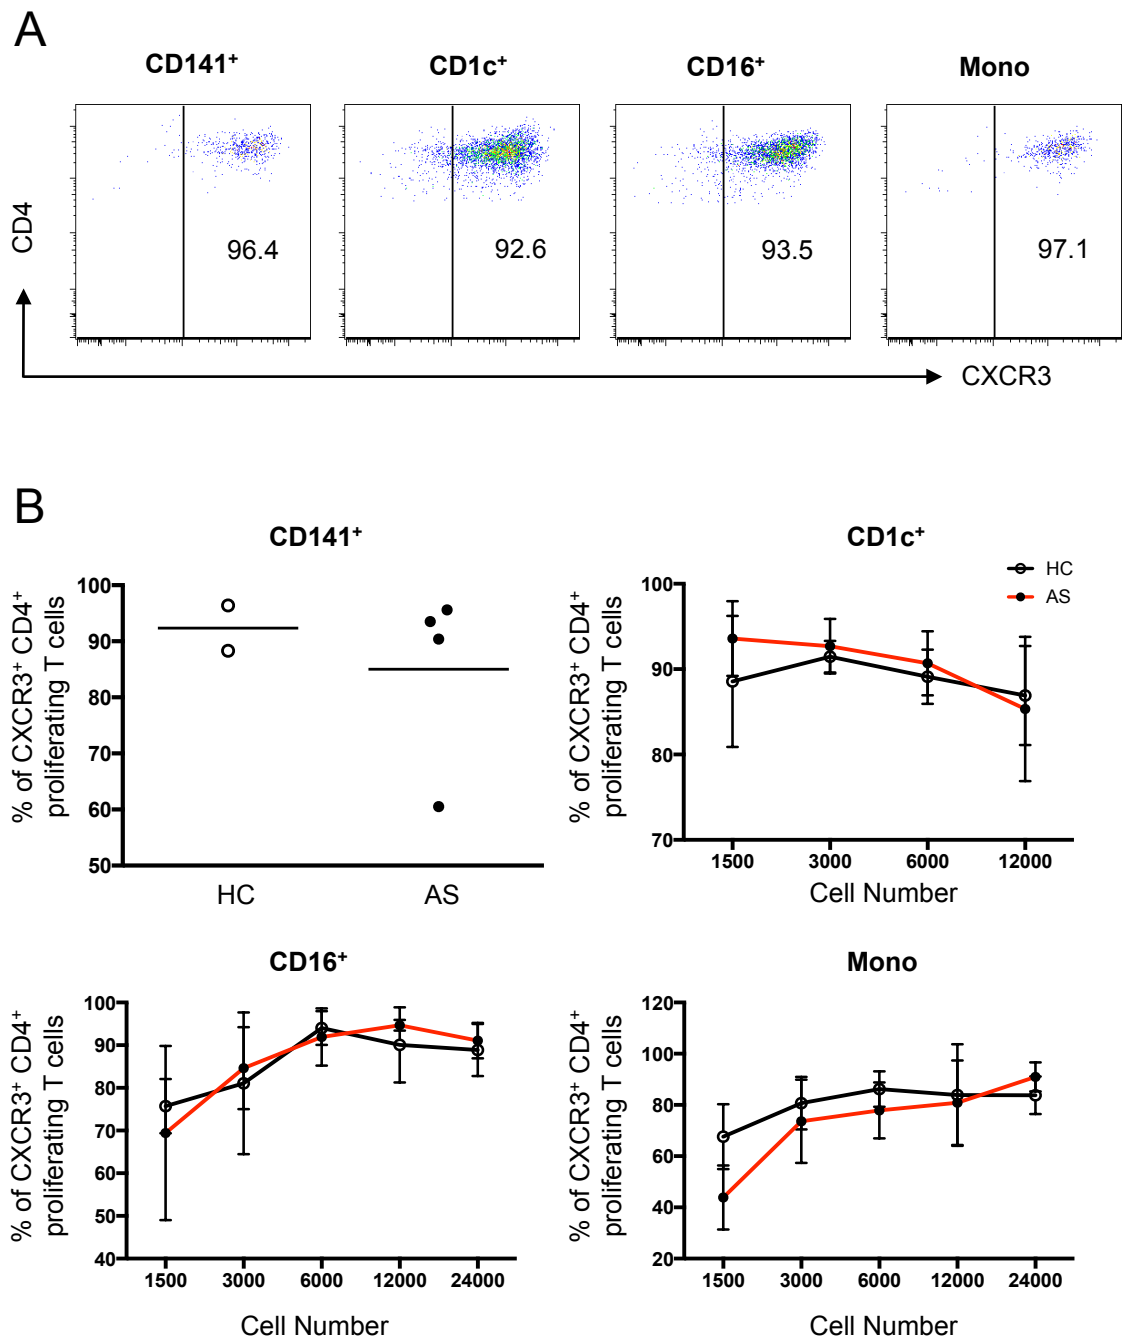 A
CD141+ CD1c+ CD16+ Mono
CD4
96.4 92.6 93.5 97.1
CXCR3
B
CD141+
% of CXCR3+ CD4+
proliferating T cells
100
90
80
70
60
50
HC AS
CD1c+
HC
AS
% of CXCR3+ CD4+
proliferating T cells
100
90
80
70
1500 3000 6000 12000
Cell Number
CD16+
% of CXCR3+ CD4+
proliferating T cells
100
90
80
70
60
50
40
1500 3000 6000 12000 24000
Cell Number
Mono
% of CXCR3+ CD4+
proliferating T cells
120
100
80
60
40
20
1500 3000 6000 12000 24000
Cell Number